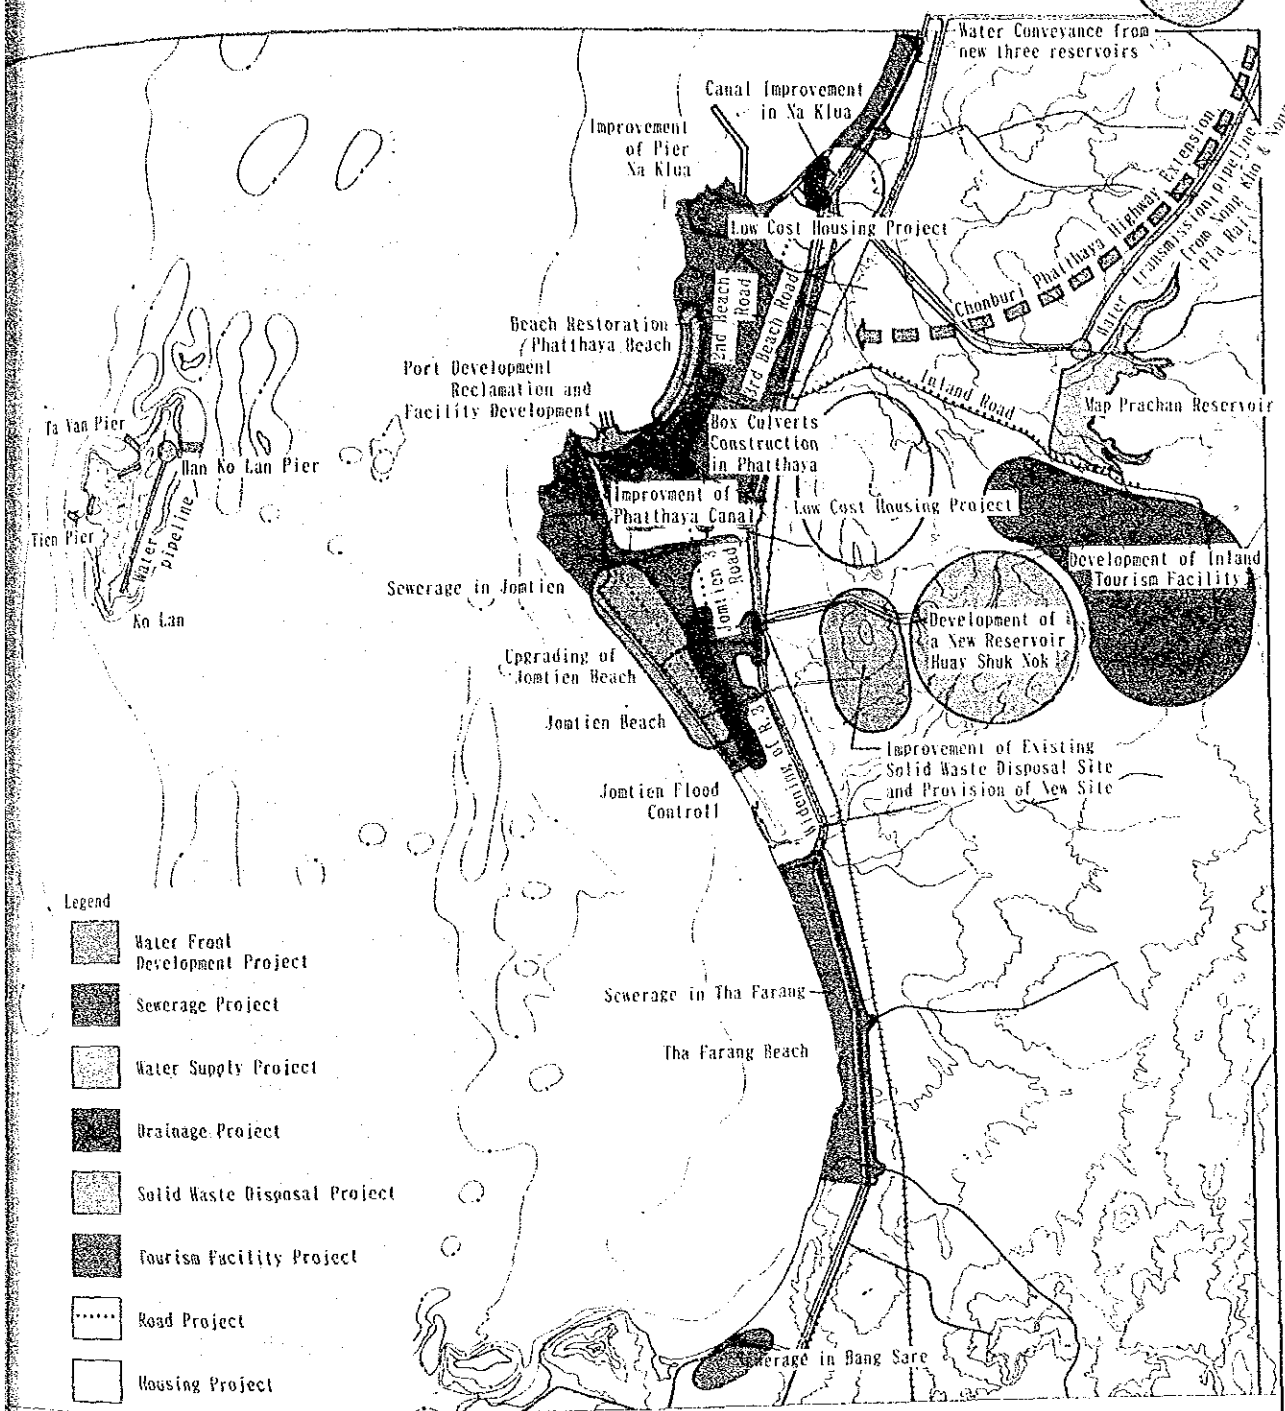 Water Conveyance from
new three reservoirs
Canal Improvement
in Na Klua
Improvement
of Pier
Na Klua
Low Cost Housing Project
Chonburi Phatthaya Highway Extension
Water transmission pipeline
from Nong Kho & Nong
Pla Rai
2nd Beach
Road
3rd Beach Road
Beach Restoration
/Phatthaya Beach
Port Development
Reclamation and
Facility Development
Inland Road
Map Prachan Reservoir
Box Culverts
Construction
in Phatthaya
Ta Yan Pier
Han Ko Lan Pier
Improvment of
Phatthaya Canal
Low Cost Housing Project
Tien Pier
Water pipeline
Ko Lan
Jomtien 3
Road
Development of Inland
Tourism Facility
Sewerage in Jomtien
Development of
a New Reservoir
Huay Shuk Nok
Upgrading of
Jomtien Beach
Jomtien Beach
Widening of R.3
Improvement of Existing
Solid Waste Disposal Site
and Provision of New Site
Jomtien Flood
Controll
Legend
Water Front
Development Project
Sewerage Project
Water Supply Project
Drainage Project
Solid Waste Disposal Project
Tourism Facility Project
Road Project
Housing Project
Sewerage in Tha Farang
Tha Farang Beach
Sewerage in Bang Sare